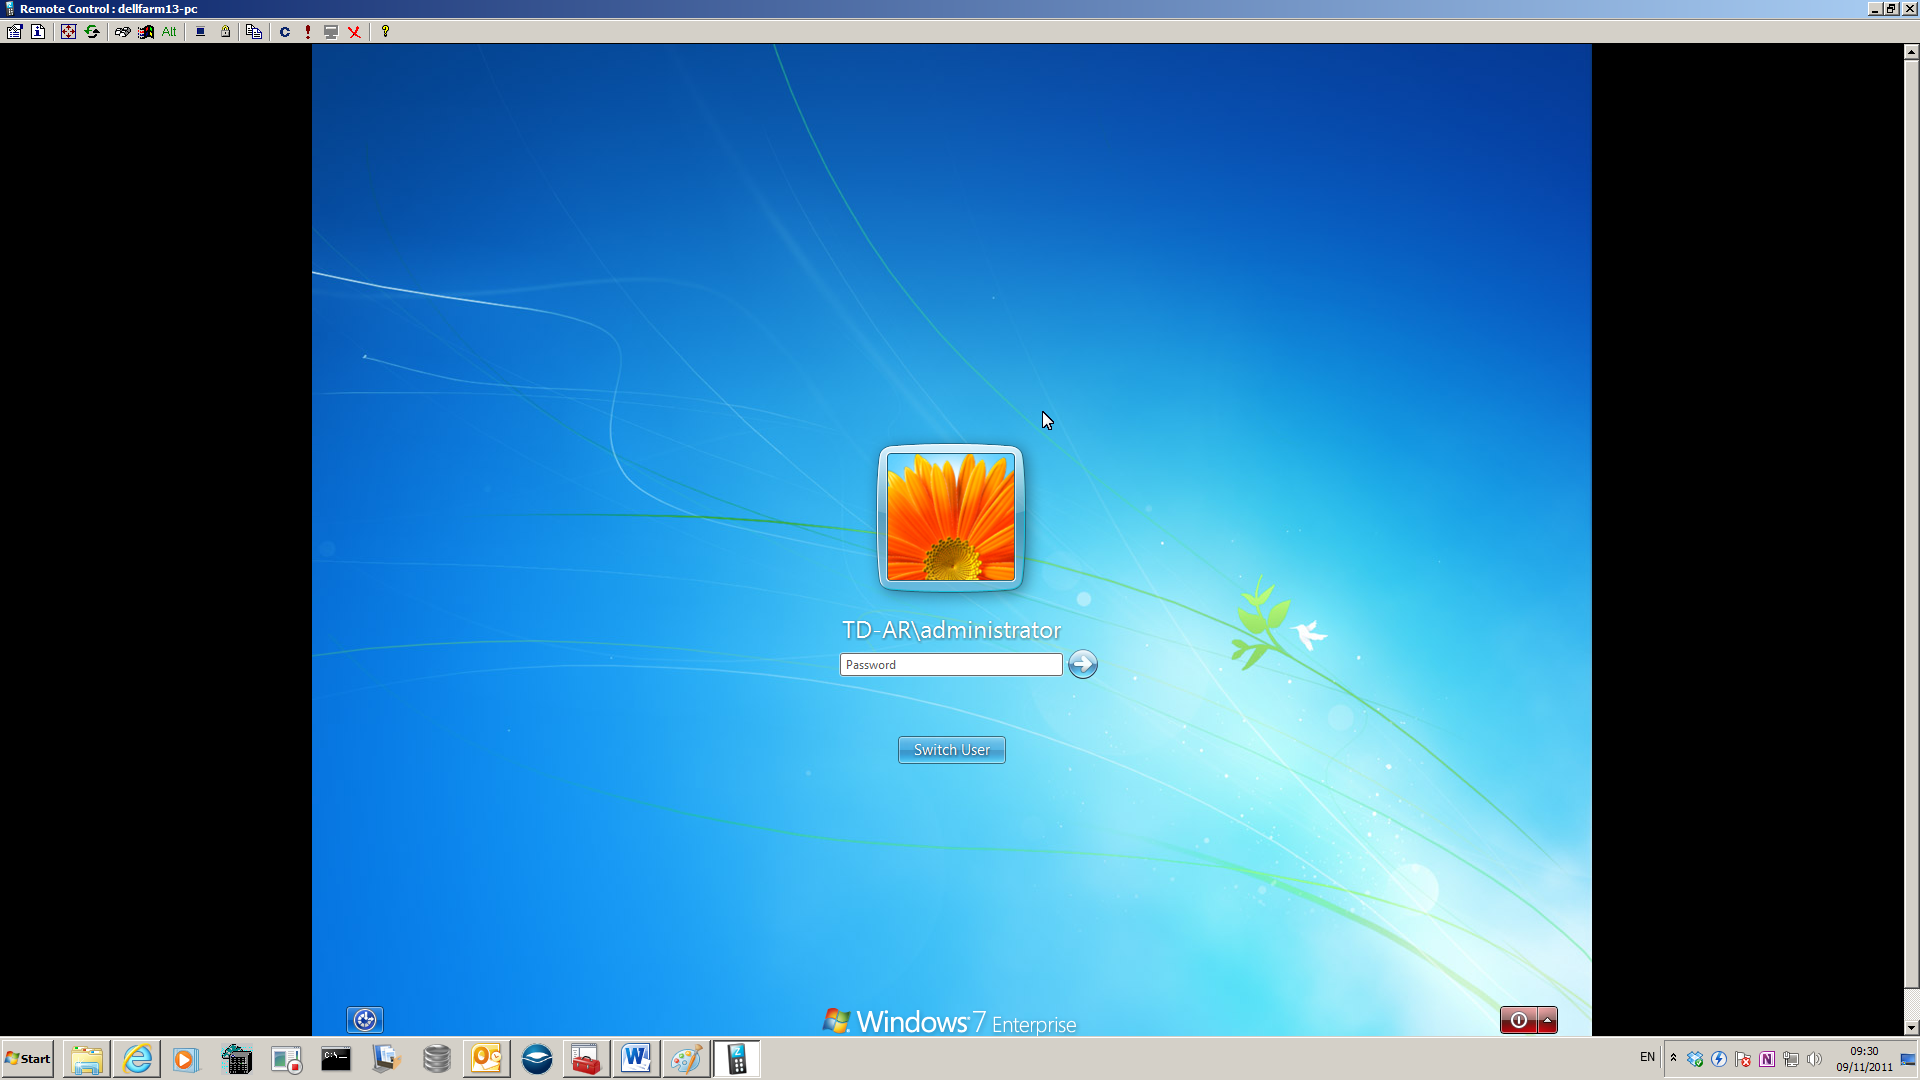 Remote Control : dellfarm13-pc
Alt
TD-AR\administrator
Password
Switch User
Windows 7 Enterprise
Start
EN
09:30
09/11/2011